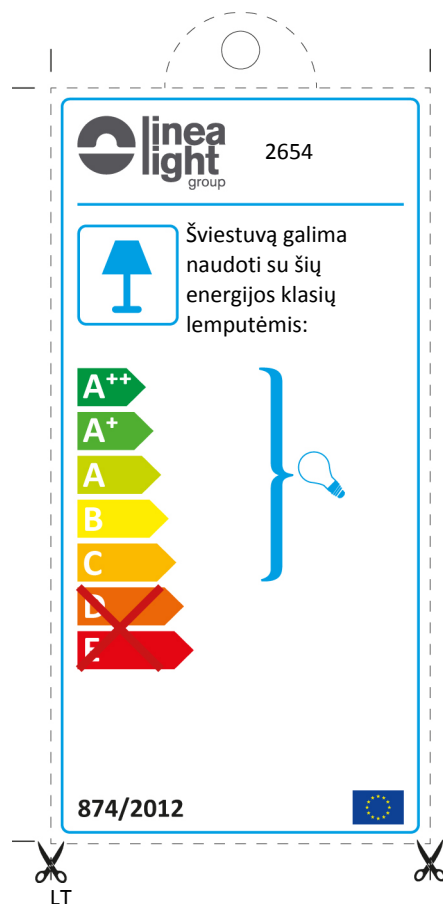 linea
light
group
2654
Šviestuvą galima
naudoti su šių
energijos klasių
lemputėmis:
A++
A+
A
B
C
D
E
874/2012
LT